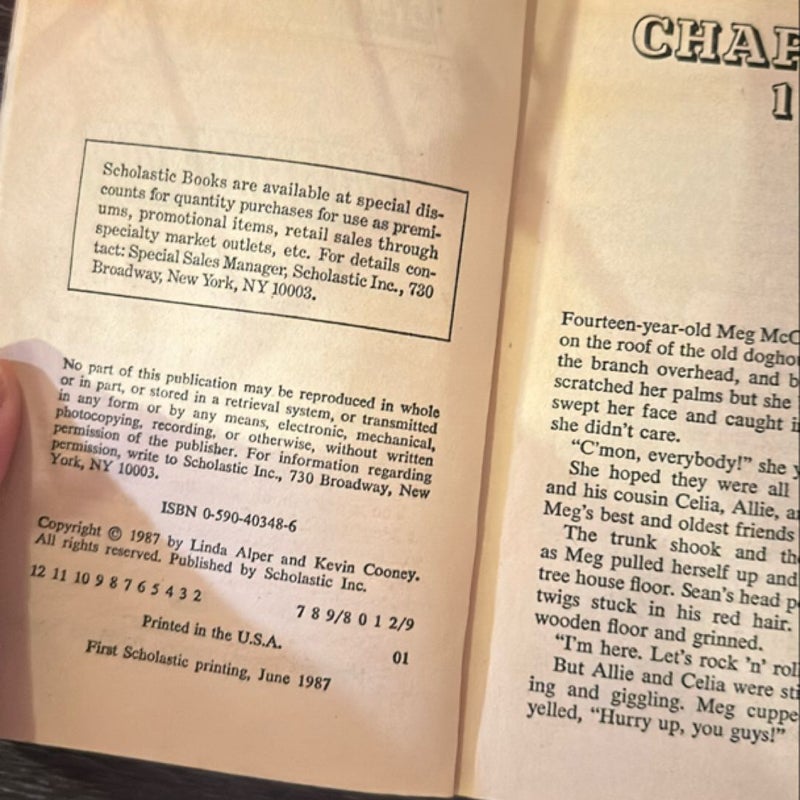 Scholastic Books are available at special dis-
counts for quantity purchases for use as premi-
ums, promotional items, retail sales through
specialty market outlets, etc. For details con-
tact: Special Sales Manager, Scholastic Inc., 730
Broadway, New York, NY 10003.
No part of this publication may be reproduced in whole
or in part, or stored in a retrieval system, or transmitted
in any form or by any means, electronic, mechanical,
photocopying, recording, or otherwise, without written
permission of the publisher. For information regarding
permission, write to Scholastic Inc., 730 Broadway, New
York, NY 10003.
ISBN 0-590-40348-6
Copyright © 1987 by Linda Alper and Kevin Cooney.
All rights reserved. Published by Scholastic Inc.
12 11 10 9 8 7 6 5 4 3 2
7 8 9/8 0 1 2/9
Printed in the U.S.A.
01
First Scholastic printing, June 1987
CHAP
1
Fourteen-year-old Meg McC
on the roof of the old dogho
the branch overhead, and b
scratched her palms but she
swept her face and caught i
she didn't care.
"C'mon, everybody!" she y
She hoped they were all
and his cousin Celia, Allie, a
Meg's best and oldest friends
The trunk shook and th
as Meg pulled herself up and
tree house floor. Sean's head p
twigs stuck in his red hair.
wooden floor and grinned.
"I'm here. Let's rock 'n' roll
But Allie and Celia were sti
ing and giggling. Meg cuppe
yelled, "Hurry up, you guys!"